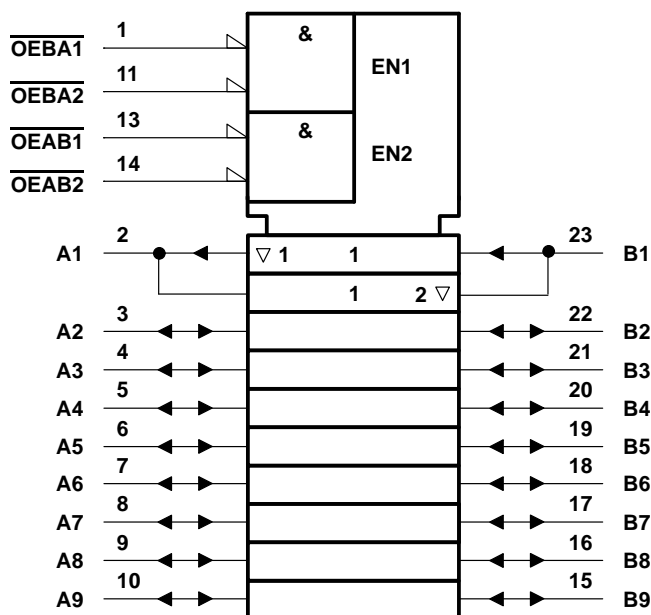 1 &
OEBA1 EN1
11
OEBA2
13 &
OEAB1 EN2
14
OEAB2
A1 2 ▽ 1 1 23 B1
1 2 ▽
A2 3 22 B2
A3 4 21 B3
A4 5 20 B4
A5 6 19 B5
A6 7 18 B6
A7 8 17 B7
A8 9 16 B8
A9 10 15 B9